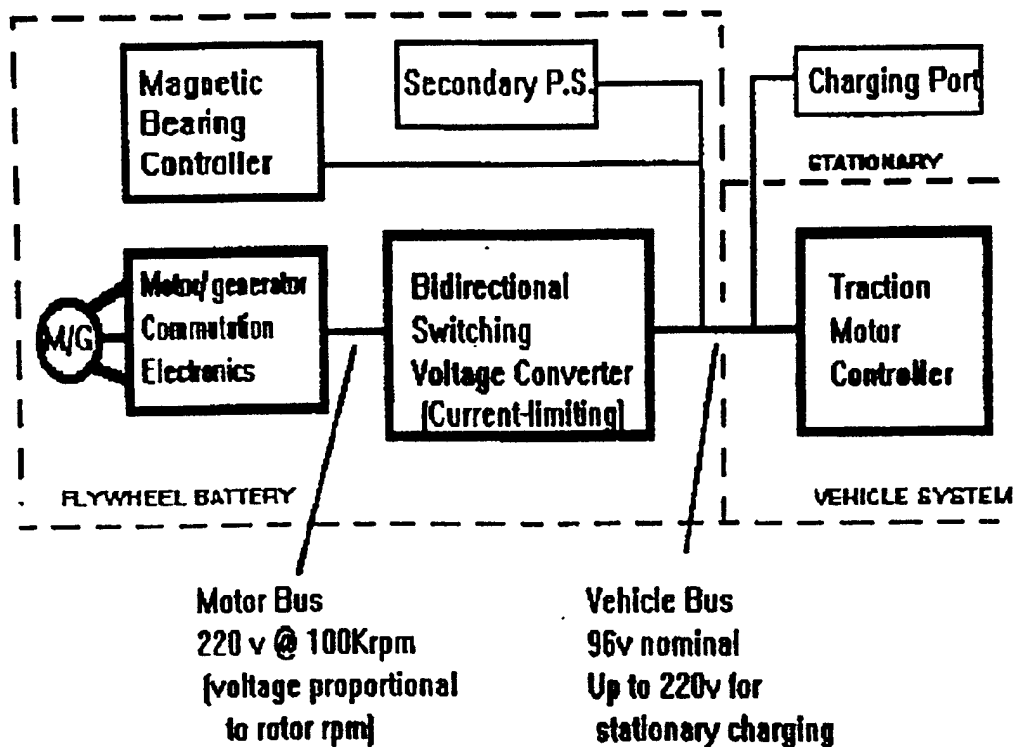 Magnetic
Bearing
Controller
Secondary P.S.
Charging Port
STATIONARY
M/G
Motor/generator
Commutation
Electronics
Bidirectional
Switching
Voltage Converter
(Current-limiting)
Traction
Motor
Controller
FLYWHEEL BATTERY
VEHICLE SYSTEM
Motor Bus
220 v @ 100Krpm
(voltage proportional
to rotor rpm)
Vehicle Bus
96v nominal
Up to 220v for
stationary charging